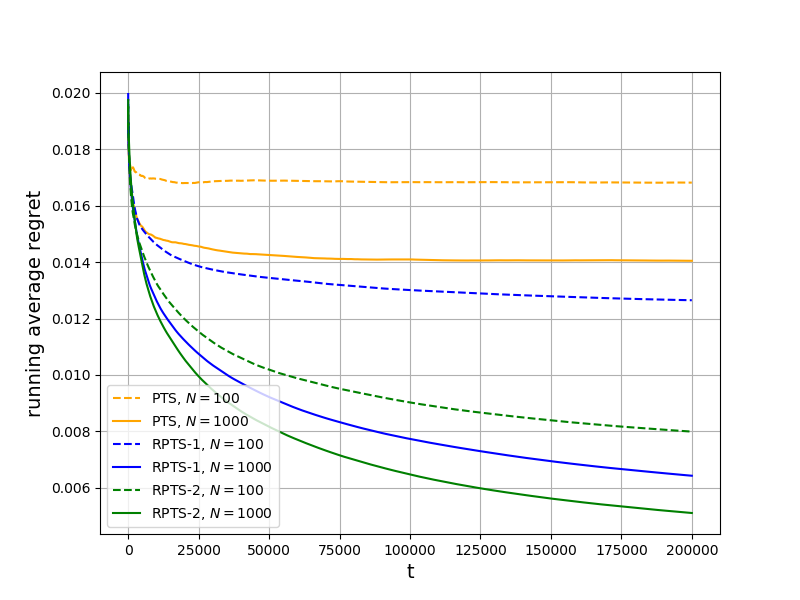 0.020
0.018
0.016
0.014
0.012
0.010
0.008
0.006
running average regret
PTS, N = 100
PTS, N = 1000
RPTS-1, N = 100
RPTS-1, N = 1000
RPTS-2, N = 100
RPTS-2, N = 1000
0 25000 50000 75000 100000 125000 150000 175000 200000
t